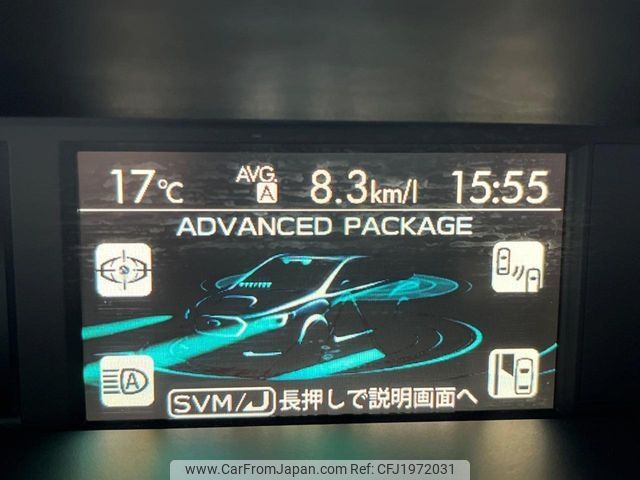 17℃ AVG. A 8.3km/l 15:55
ADVANCED PACKAGE
A
SVM/ 長押しで説明画面へ
www.CarFromJapan.com | Ref.No: CFJ1972031